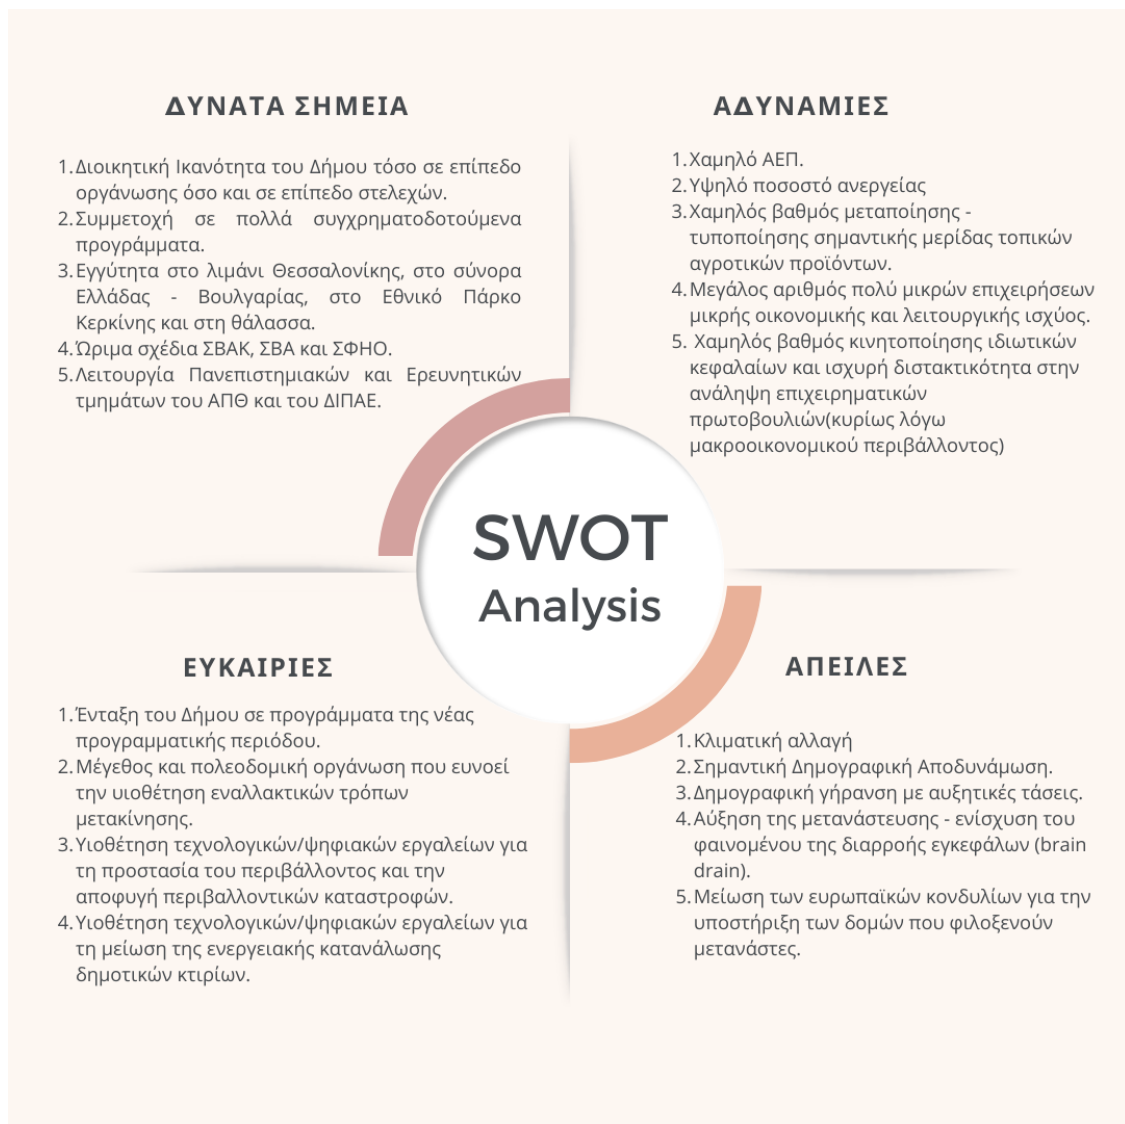 ΔΥΝΑΤΑ ΣΗΜΕΙΑ
1. Διοικητική Ικανότητα του Δήμου τόσο σε επίπεδο
οργάνωσης όσο και σε επίπεδο στελεχών.
2. Συμμετοχή σε πολλά συγχρηματοδοτούμενα
προγράμματα.
3. Εγγύτητα στο λιμάνι Θεσσαλονίκης, στο σύνορα
Ελλάδας - Βουλγαρίας, στο Εθνικό Πάρκο
Κερκίνης και στη θάλασσα.
4. Ώριμα σχέδια ΣΒΑΚ, ΣΒΑ και ΣΦΗΟ.
5. Λειτουργία Πανεπιστημιακών και Ερευνητικών
τμημάτων του ΑΠΘ και του ΔΙΠΑΕ.
ΑΔΥΝΑΜΙΕΣ
1. Χαμηλό ΑΕΠ.
2. Υψηλό ποσοστό ανεργείας
3. Χαμηλός βαθμός μεταποίησης -
τυποποίησης σημαντικής μερίδας τοπικών
αγροτικών προϊόντων.
4. Μεγάλος αριθμός πολύ μικρών επιχειρήσεων
μικρής οικονομικής και λειτουργικής ισχύος.
5. Χαμηλός βαθμός κινητοποίησης ιδιωτικών
κεφαλαίων και ισχυρή διστακτικότητα στην
ανάληψη επιχειρηματικών
πρωτοβουλιών(κυρίως λόγω
μακροοικονομικού περιβάλλοντος)
SWOT
Analysis
ΕΥΚΑΙΡΙΕΣ
1. Ένταξη του Δήμου σε προγράμματα της νέας
προγραμματικής περιόδου.
2. Μέγεθος και πολεοδομική οργάνωση που ευνοεί
την υιοθέτηση εναλλακτικών τρόπων
μετακίνησης.
3. Υιοθέτηση τεχνολογικών/ψηφιακών εργαλείων για
τη προστασία του περιβάλλοντος και την
αποφυγή περιβαλλοντικών καταστροφών.
4. Υιοθέτηση τεχνολογικών/ψηφιακών εργαλείων για
τη μείωση της ενεργειακής κατανάλωσης
δημοτικών κτιρίων.
ΑΠΕΙΛΕΣ
1. Κλιματική αλλαγή
2. Σημαντική Δημογραφική Αποδυνάμωση.
3. Δημογραφική γήρανση με αυξητικές τάσεις.
4. Αύξηση της μετανάστευσης - ενίσχυση του
φαινομένου της διαρροής εγκεφάλων (brain
drain).
5. Μείωση των ευρωπαϊκών κονδυλίων για την
υποστήριξη των δομών που φιλοξενούν
μετανάστες.